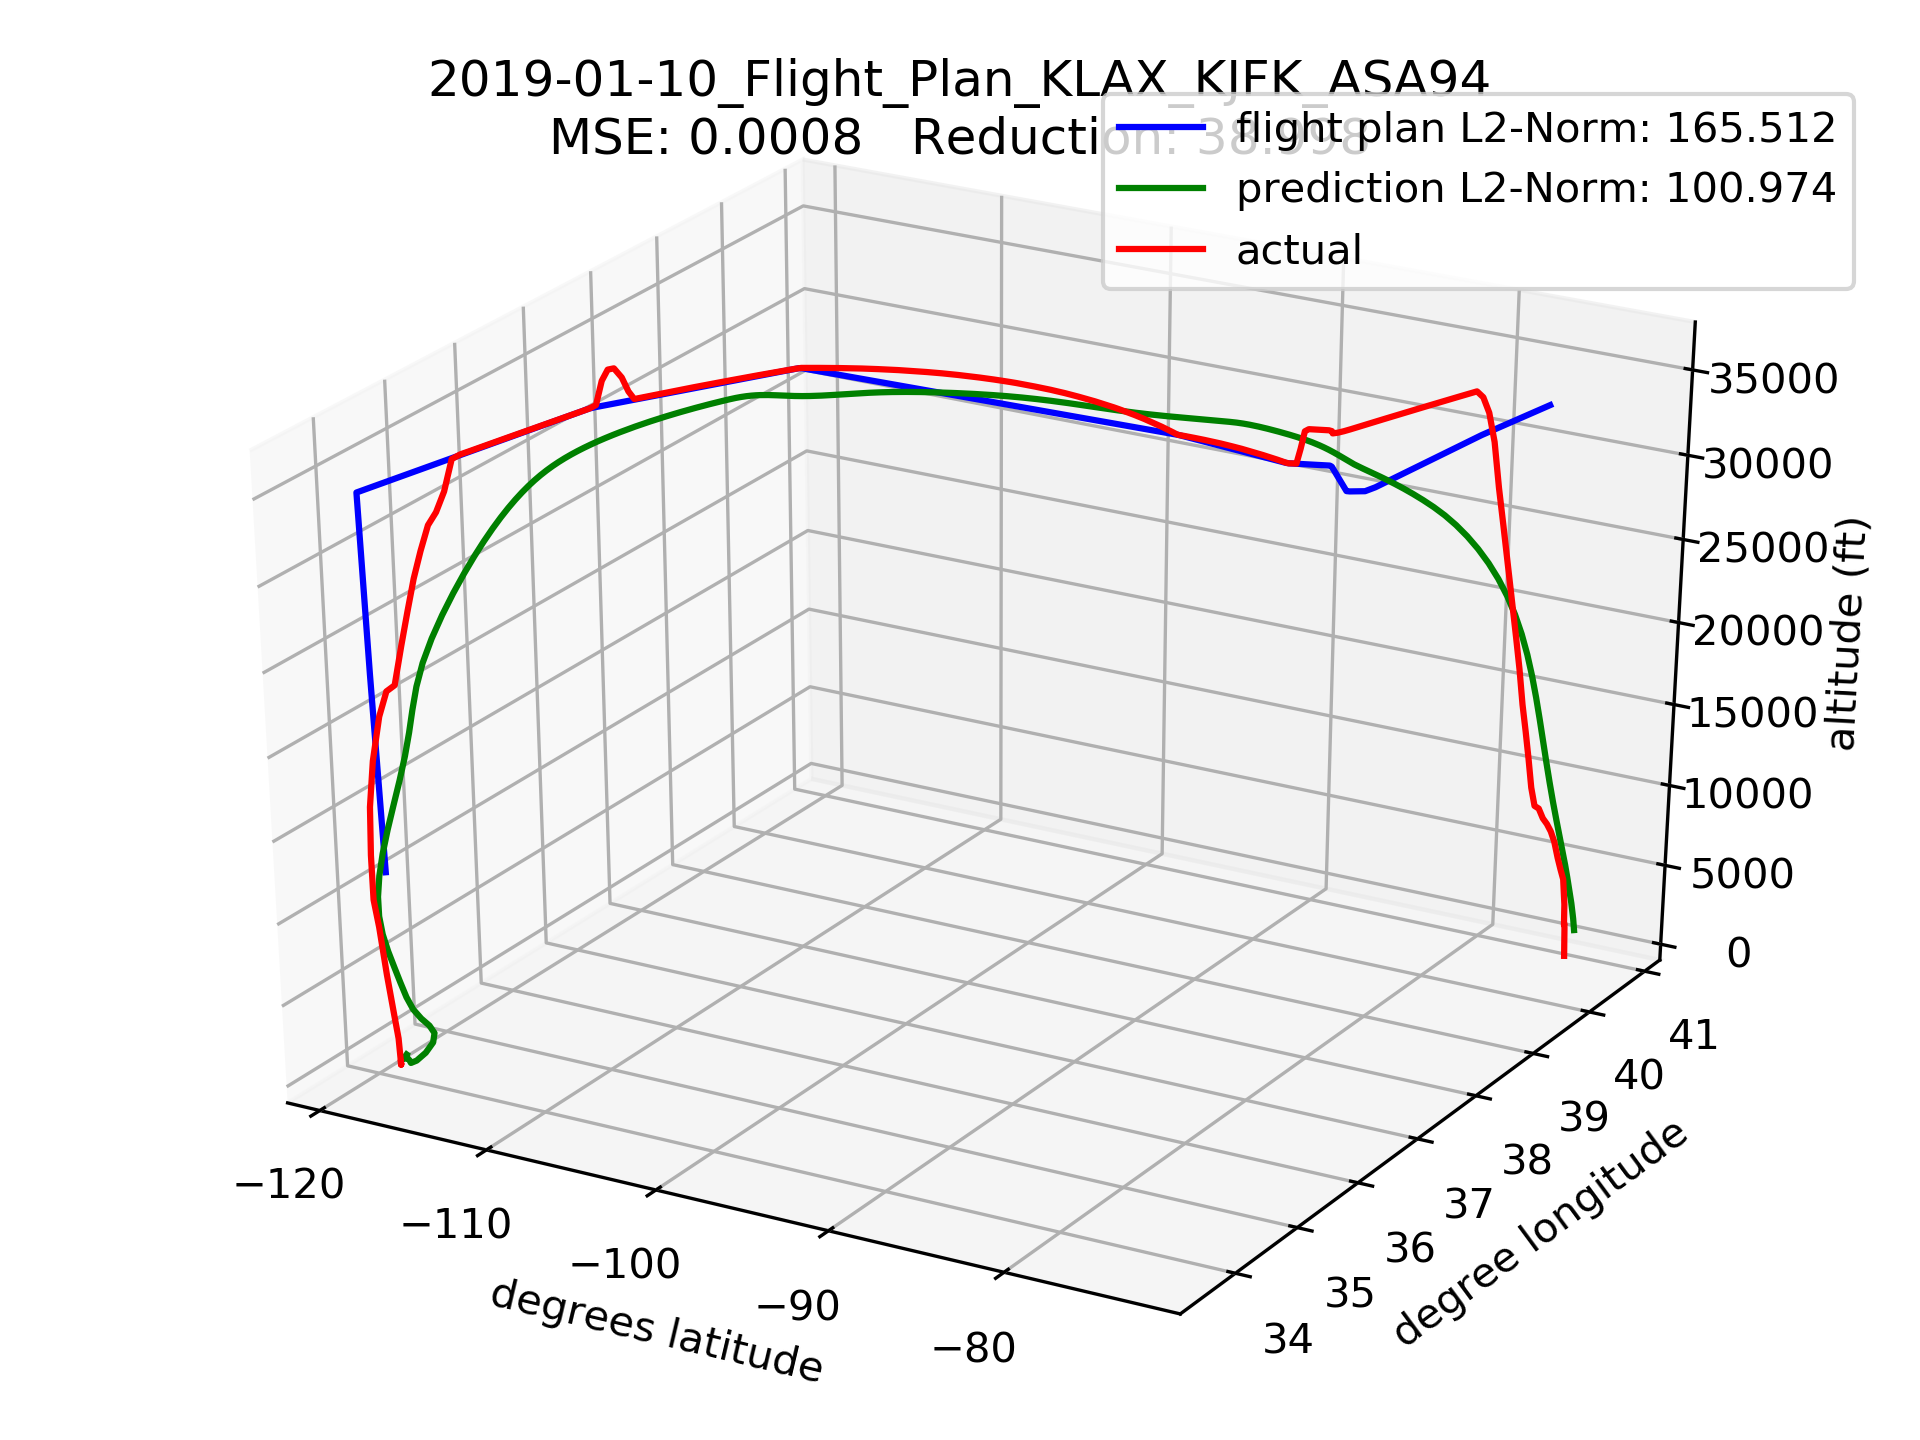 2019-01-10_Flight_Plan_KLAX_KJFK_ASA94
MSE: 0.0008   Reduction: 38.998
flight plan L2-Norm: 165.512
prediction L2-Norm: 100.974
actual
35000
30000
25000
20000
15000
10000
5000
0
altitude (ft)
41
40
39
38
37
36
35
34
degree longitude
−120
−110
−100
−90
−80
degrees latitude